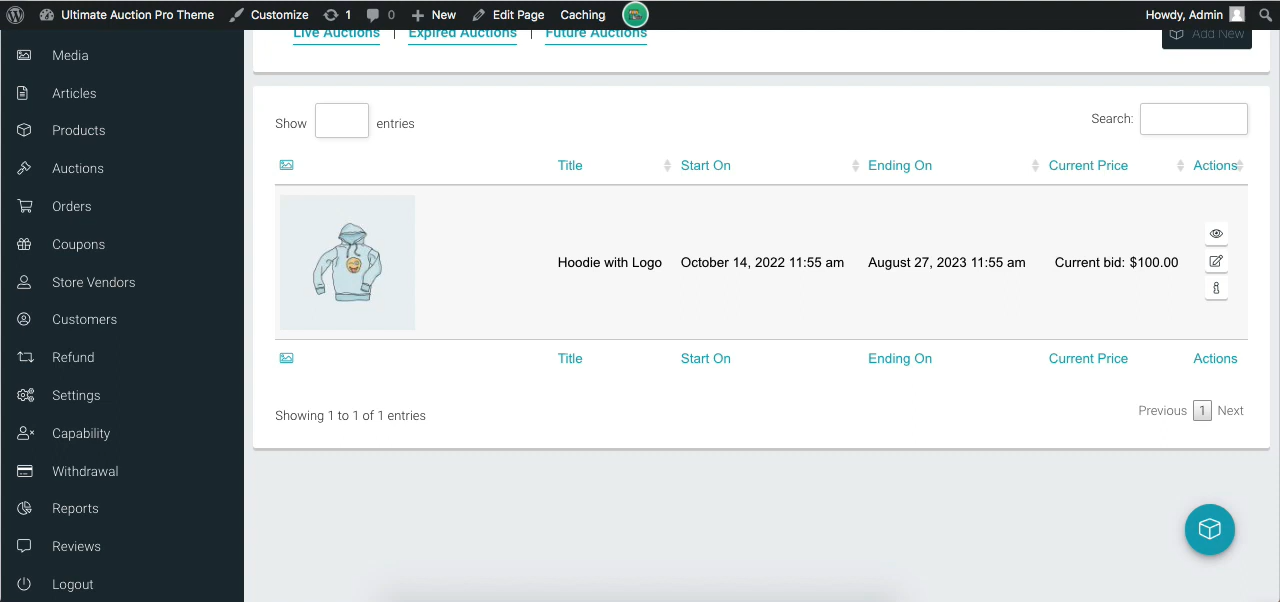 Ultimate Auction Pro Theme Customize 1 0 New Edit Page Caching Howdy, Admin
Live Auctions | Expired Auctions | Future Auctions
Add New
Media
Articles
Products
Auctions
Orders
Coupons
Store Vendors
Customers
Refund
Settings
Capability
Withdrawal
Reports
Reviews
Logout
Show entries
Search:
Title Start On Ending On Current Price Actions
Hoodie with Logo October 14, 2022 11:55 am August 27, 2023 11:55 am Current bid: $100.00
Title Start On Ending On Current Price Actions
Showing 1 to 1 of 1 entries
Previous 1 Next